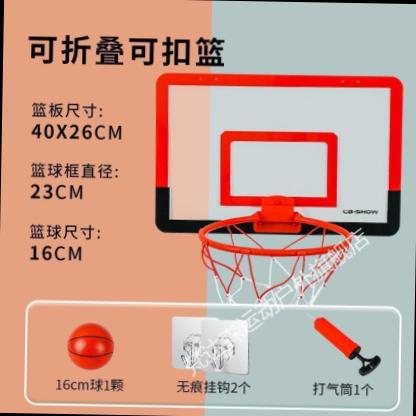 可折叠可扣篮
篮板尺寸:
40X26CM
篮球框直径:
23CM
篮球尺寸:
16CM
CB-SHOW
16cm球1颗
无痕挂钩2个
打气筒1个